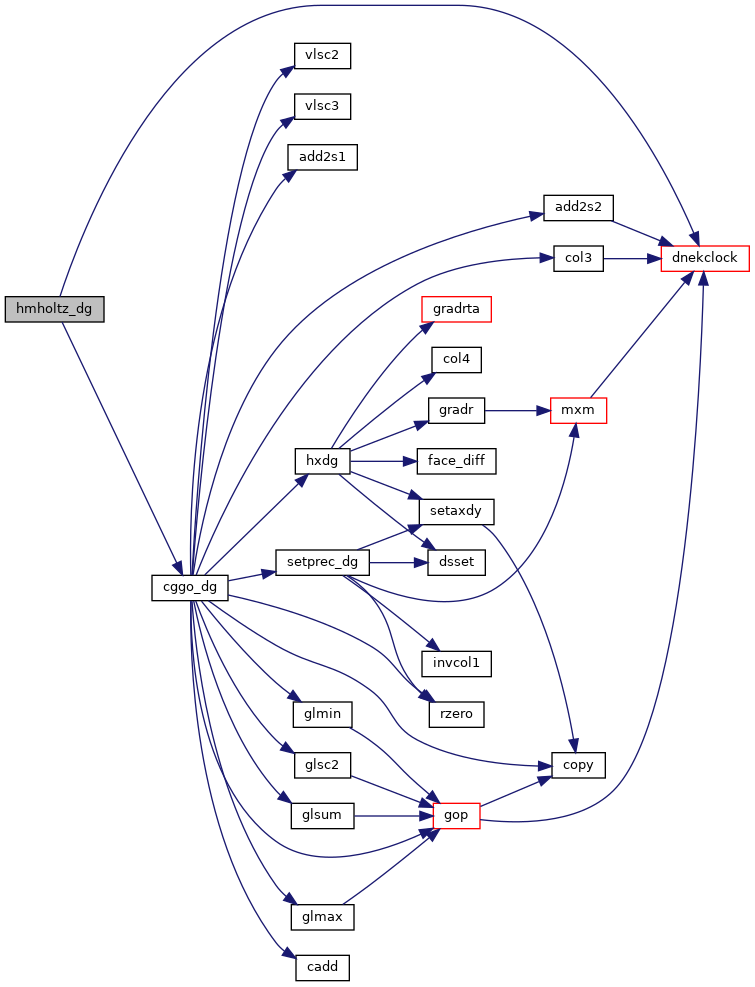 vlsc2
vlsc3
add2s1
add2s2
col3
dnekclock
hmholtz_dg
gradrta
col4
gradr
mxm
hxdg
face_diff
setaxdy
setprec_dg
dsset
cggo_dg
invcol1
glmin
rzero
glsc2
copy
glsum
gop
glmax
cadd